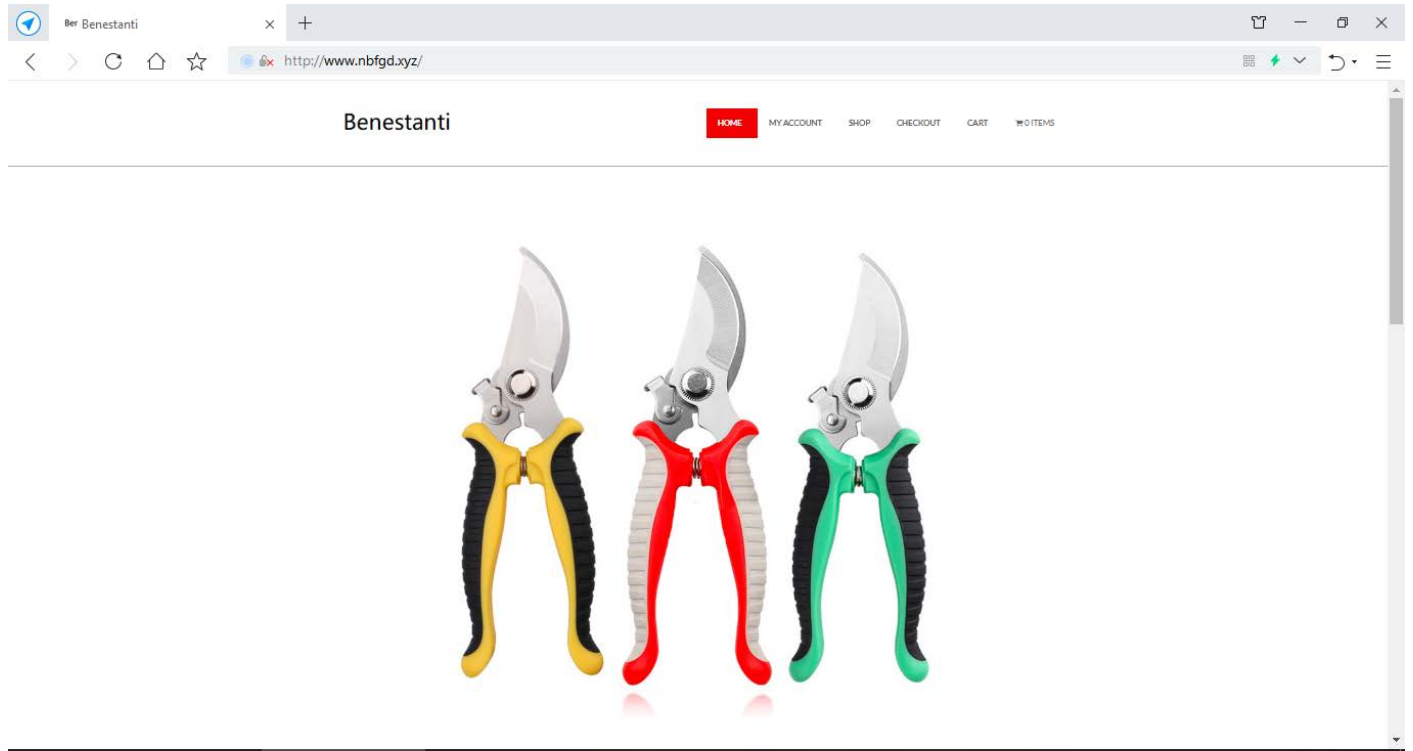 Ber Benestanti
http://www.nbfgd.xyz/
Benestanti
HOME MY ACCOUNT SHOP CHECKOUT CART 0 ITEMS